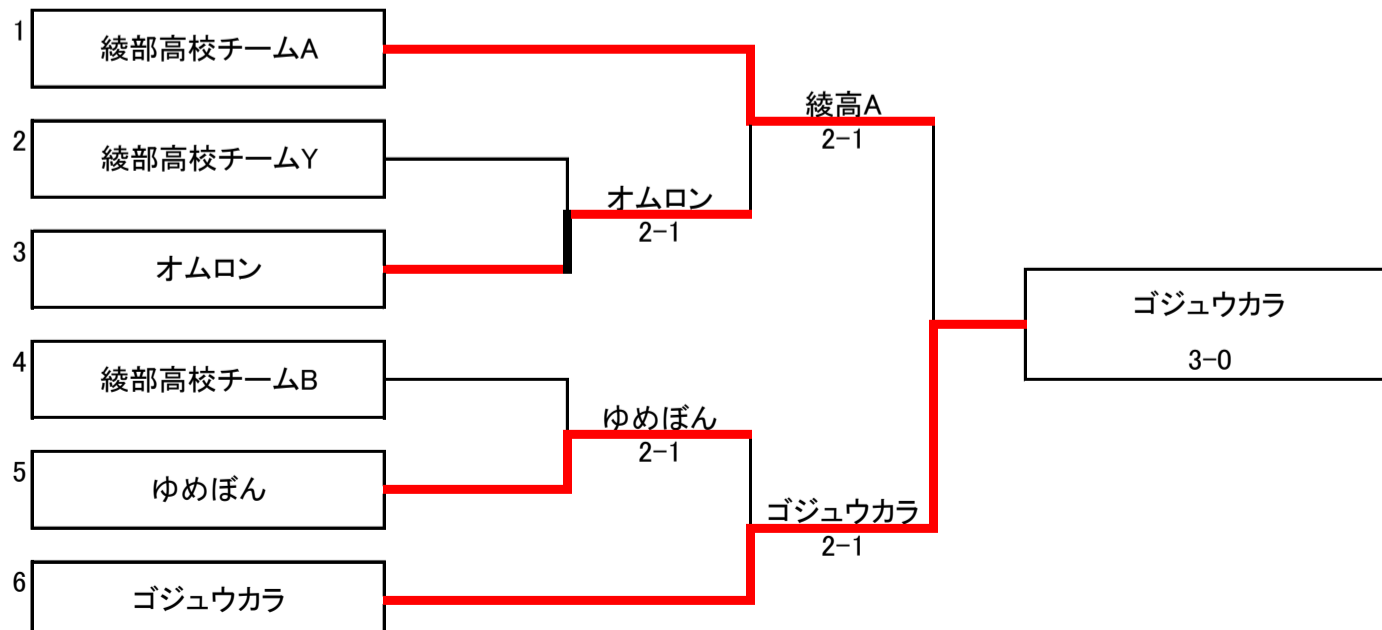 1
綾部高校チームA
綾高A
2-1
2
綾部高校チームY
オムロン
2-1
3
オムロン
ゴジュウカラ
3-0
4
綾部高校チームB
ゆめぼん
2-1
5
ゆめぼん
ゴジュウカラ
2-1
6
ゴジュウカラ